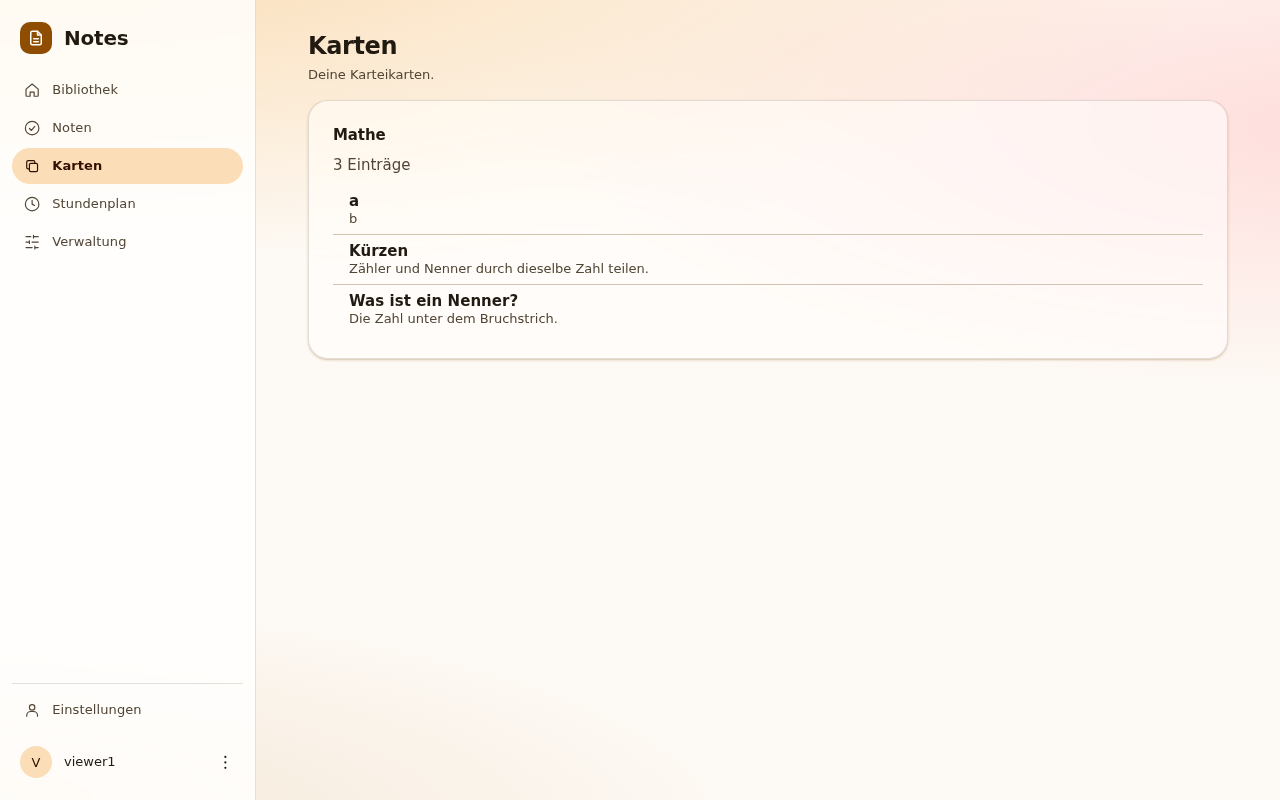 Notes
Bibliothek
Noten
Karten
Stundenplan
Verwaltung
Einstellungen
V
viewer1
Karten
Deine Karteikarten.
Mathe
3 Einträge
a
b
Kürzen
Zähler und Nenner durch dieselbe Zahl teilen.
Was ist ein Nenner?
Die Zahl unter dem Bruchstrich.